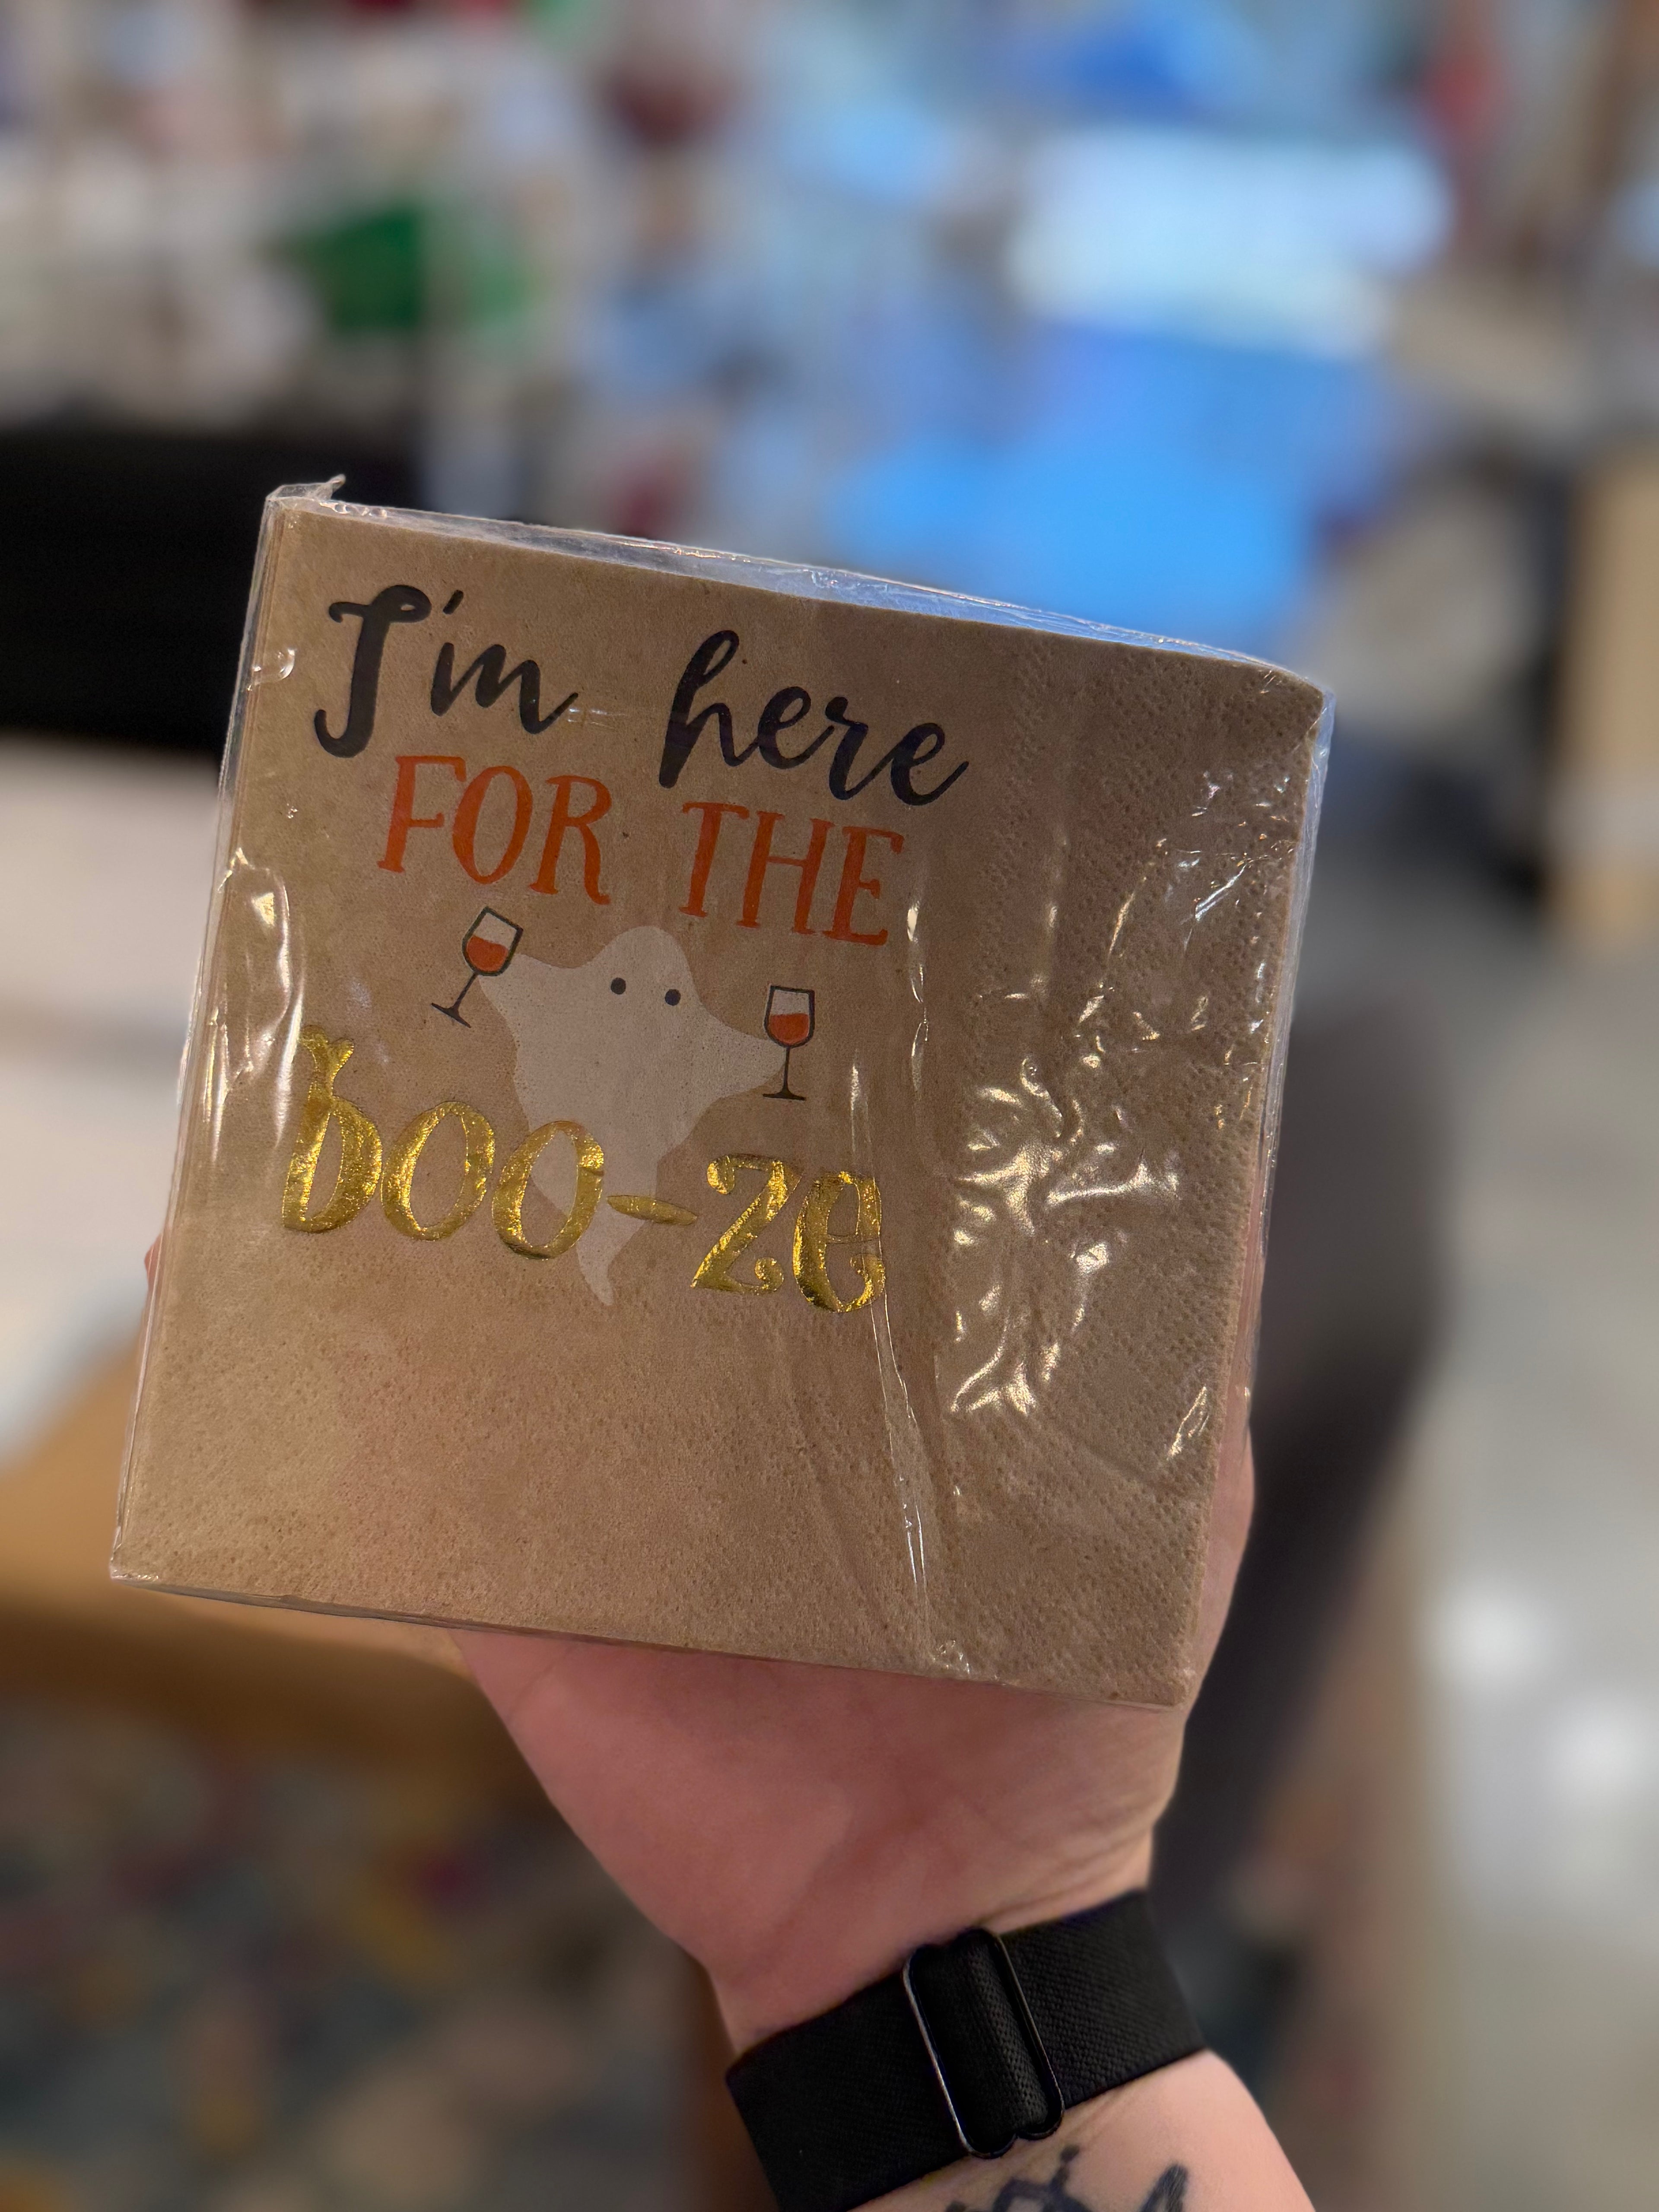 I'm here
FOR THE
boo-ze